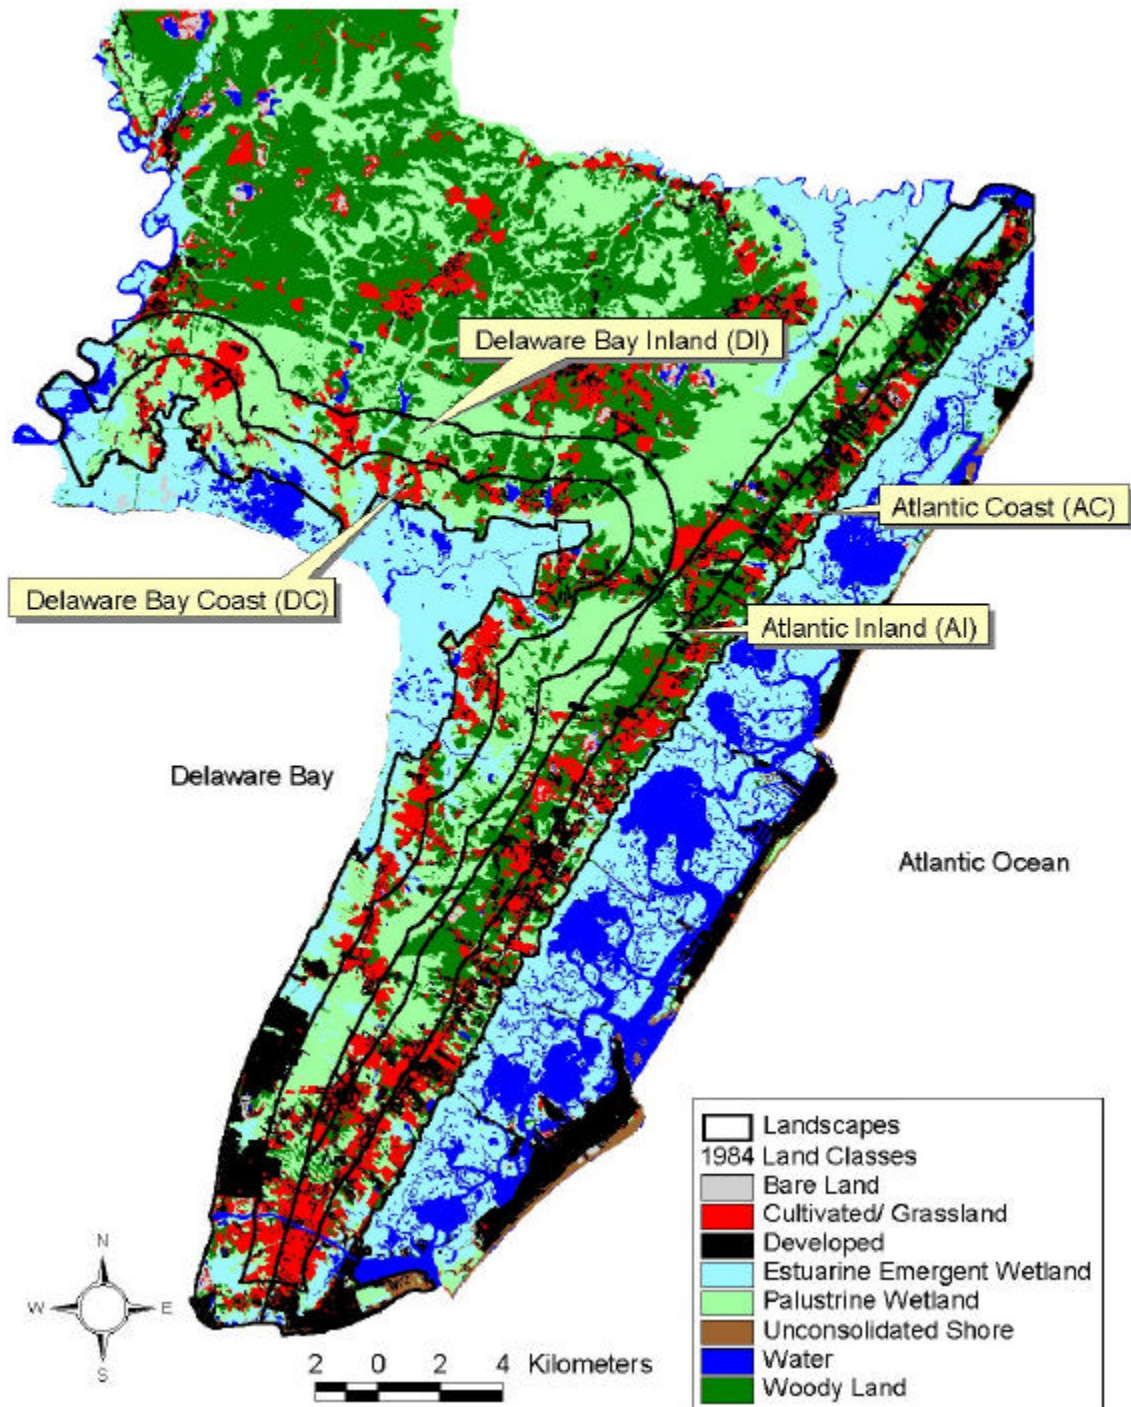 Delaware Bay Inland (DI)
Atlantic Coast (AC)
Delaware Bay Coast (DC)
Atlantic Inland (AI)
Delaware Bay
Atlantic Ocean
Landscapes
1984 Land Classes
Bare Land
Cultivated/ Grassland
Developed
Estuarine Emergent Wetland
Palustrine Wetland
Unconsolidated Shore
Water
Woody Land
N
W E
S
2 0 2 4 Kilometers